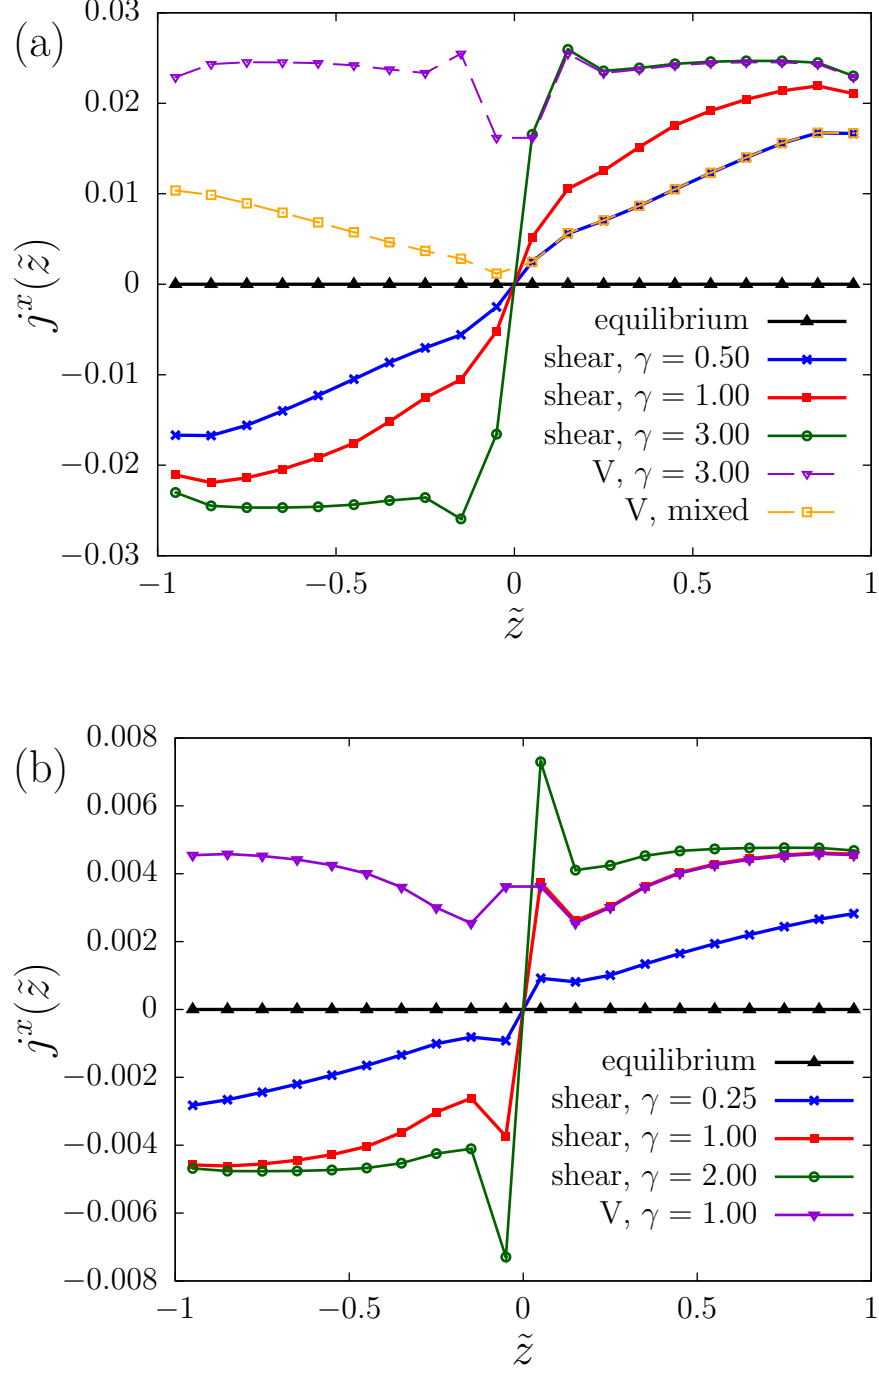 (a)
0.03
0.02
0.01
0
−0.01
−0.02
−0.03
j^x(z̃)
equilibrium
shear, γ = 0.50
shear, γ = 1.00
shear, γ = 3.00
V, γ = 3.00
V, mixed
−1 −0.5 0 0.5 1
z̃
(b)
0.008
0.006
0.004
0.002
0
−0.002
−0.004
−0.006
−0.008
j^x(z̃)
equilibrium
shear, γ = 0.25
shear, γ = 1.00
shear, γ = 2.00
V, γ = 1.00
−1 −0.5 0 0.5 1
z̃